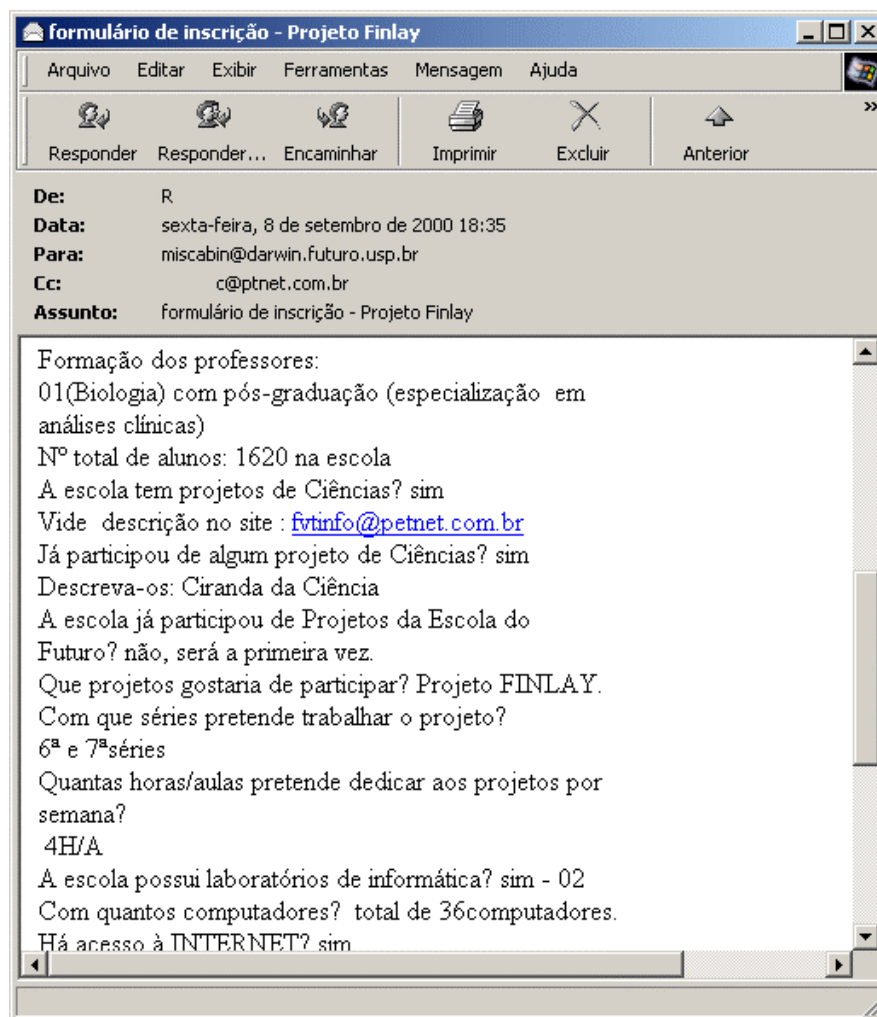 formulário de inscrição - Projeto Finlay
Arquivo Editar Exibir Ferramentas Mensagem Ajuda
Responder Responder... Encaminhar Imprimir Excluir Anterior
De: R
Data: sexta-feira, 8 de setembro de 2000 18:35
Para: miscabin@darwin.futuro.usp.br
Cc: c@ptnet.com.br
Assunto: formulário de inscrição - Projeto Finlay
Formação dos professores:
01(Biologia) com pós-graduação (especialização em
análises clínicas)
Nº total de alunos: 1620 na escola
A escola tem projetos de Ciências? sim
Vide descrição no site : fvtinfo@petnet.com.br
Já participou de algum projeto de Ciências? sim
Descreva-os: Ciranda da Ciência
A escola já participou de Projetos da Escola do
Futuro? não, será a primeira vez.
Que projetos gostaria de participar? Projeto FINLAY.
Com que séries pretende trabalhar o projeto?
6ª e 7ªséries
Quantas horas/aulas pretende dedicar aos projetos por
semana?
4H/A
A escola possui laboratórios de informática? sim - 02
Com quantos computadores? total de 36computadores.
Há acesso à INTERNET? sim